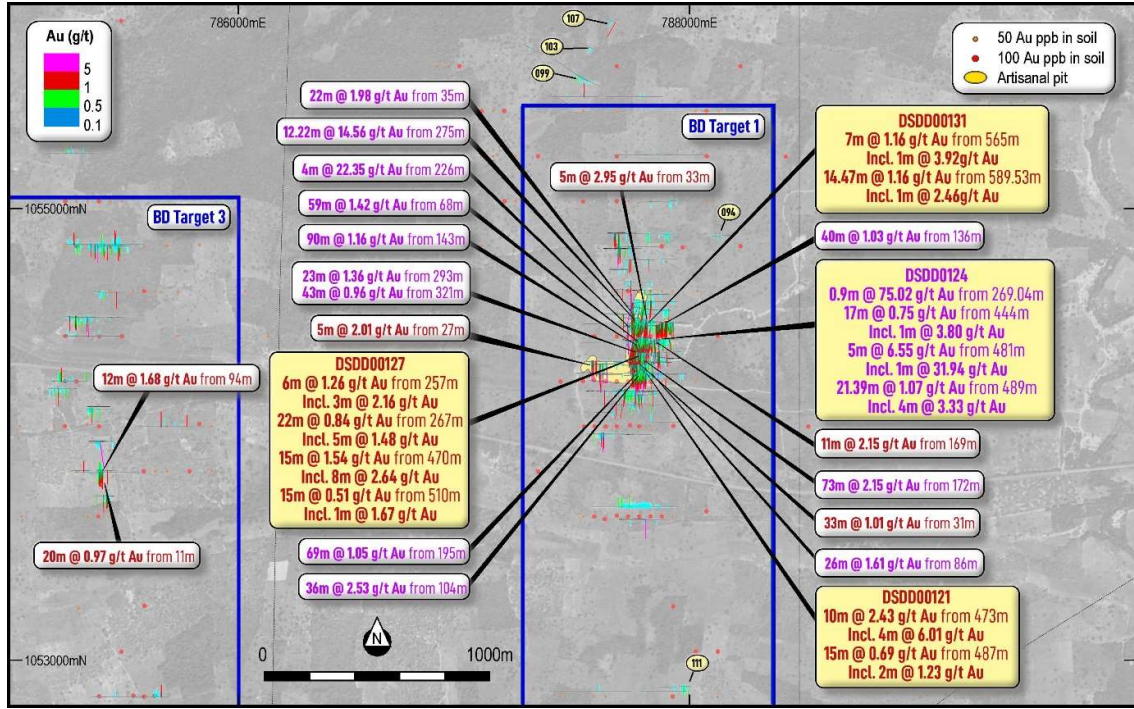 786000mE
788000mE
Au (g/t)
5
1
0.5
0.1
107
103
099
50 Au ppb in soil
100 Au ppb in soil
Artisanal pit
BD Target 1
22m @ 1.98 g/t Au from 35m
12.22m @ 14.56 g/t Au from 275m
4m @ 22.35 g/t Au from 226m
59m @ 1.42 g/t Au from 68m
90m @ 1.16 g/t Au from 143m
23m @ 1.36 g/t Au from 293m
43m @ 0.96 g/t Au from 321m
5m @ 2.01 g/t Au from 27m
5m @ 2.95 g/t Au from 33m
094
DSDD00131
7m @ 1.16 g/t Au from 565m
Incl. 1m @ 3.92g/t Au
14.47m @ 1.16 g/t Au from 589.53m
Incl. 1m @ 2.46g/t Au
1055000mN
1055000mN
BD Target 3
40m @ 1.03 g/t Au from 136m
DSDD0124
0.9m @ 75.02 g/t Au from 269.04m
17m @ 0.75 g/t Au from 444m
Incl. 1m @ 3.80 g/t Au
5m @ 6.55 g/t Au from 481m
Incl. 1m @ 31.94 g/t Au
21.39m @ 1.07 g/t Au from 489m
Incl. 4m @ 3.33 g/t Au
12m @ 1.68 g/t Au from 94m
20m @ 0.97 g/t Au from 11m
DSDD00127
6m @ 1.26 g/t Au from 257m
Incl. 3m @ 2.16 g/t Au
22m @ 0.84 g/t Au from 267m
Incl. 5m @ 1.48 g/t Au
15m @ 1.54 g/t Au from 470m
Incl. 8m @ 2.64 g/t Au
15m @ 0.51 g/t Au from 510m
Incl. 1m @ 1.67 g/t Au
69m @ 1.05 g/t Au from 195m
36m @ 2.53 g/t Au from 104m
11m @ 2.15 g/t Au from 169m
73m @ 2.15 g/t Au from 172m
33m @ 1.01 g/t Au from 31m
26m @ 1.61 g/t Au from 86m
DSDD00121
10m @ 2.43 g/t Au from 473m
Incl. 4m @ 6.01 g/t Au
15m @ 0.69 g/t Au from 487m
Incl. 2m @ 1.23 g/t Au
N
0
1000m
111
1053000mN
1053000mN